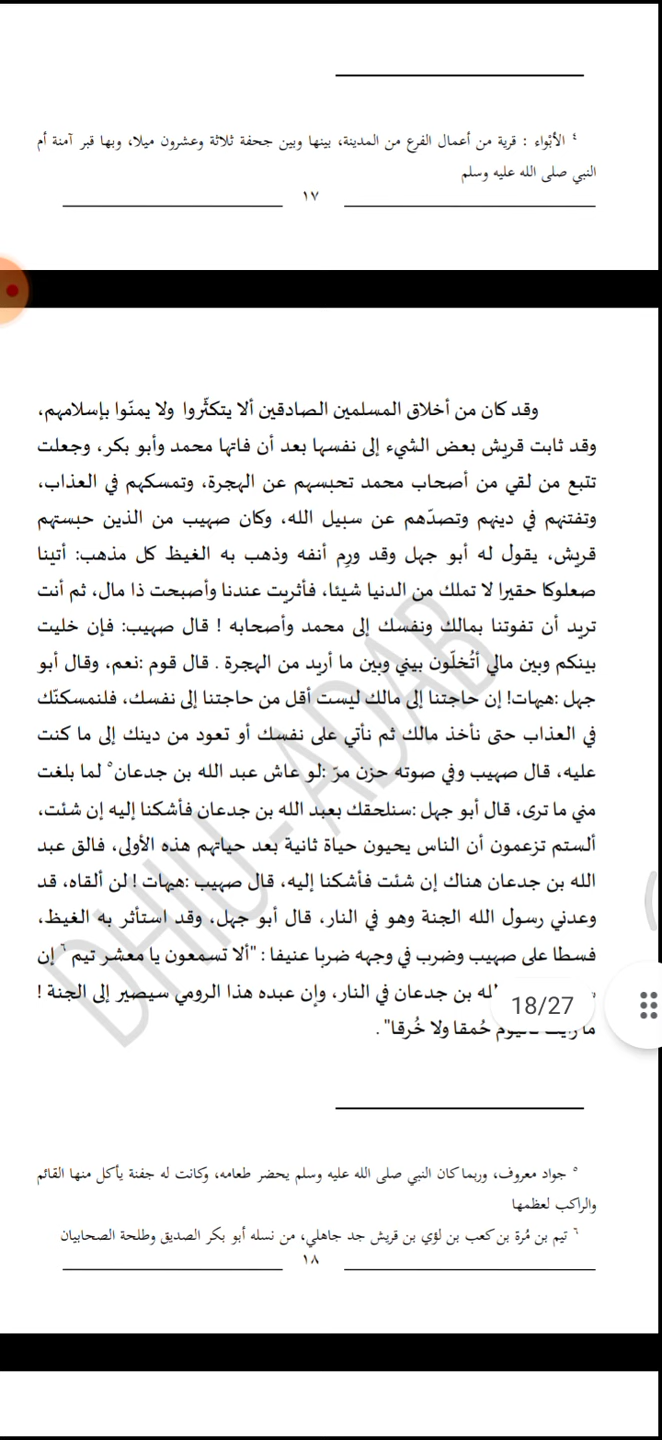 ٤ الأبْواء : قرية من أعمال الفرع من المدينة، بينها وبين جحفة ثلاثة وعشرون ميلا، وبها قبر آمنة أم
النبي صلى الله عليه وسلم
١٧
وقد كان من أخلاق المسلمين الصادقين ألا يتكثّروا ولا يمنّوا بإسلامهم،
وقد ثابت قريش بعض الشيء إلى نفسها بعد أن فاتها محمد وأبو بكر، وجعلت
تتبع من لقي من أصحاب محمد تحبسهم عن الهجرة، وتمسكهم في العذاب،
وتفتنهم في دينهم وتصدّهم عن سبيل الله، وكان صهيب من الذين حبستهم
قريش، يقول له أبو جهل وقد ورم أنفه وذهب به الغيظ كل مذهب: أتيتنا
صعلوكا حقيرا لا تملك من الدنيا شيئا، فأثريت عندنا وأصبحت ذا مال، ثم أنت
تريد أن تفوتنا بمالك ونفسك إلى محمد وأصحابه ! قال صهيب: فإن خليت
بينكم وبين مالي أتُخلّون بيني وبين ما أريد من الهجرة . قال قوم :نعم، وقال أبو
جهل :هيهات! إن حاجتنا إلى مالك ليست أقل من حاجتنا إلى نفسك، فلنمسكنّك
في العذاب حتى نأخذ مالك ثم نأتي على نفسك أو تعود من دينك إلى ما كنت
عليه، قال صهيب وفي صوته حزن مرّ :لو عاش عبد الله بن جدعان ٥ لما بلغت
مني ما ترى، قال أبو جهل :سنلحقك بعبد الله بن جدعان فأشكنا إليه إن شئت،
ألستم تزعمون أن الناس يحيون حياة ثانية بعد حياتهم هذه الأولى، فالق عبد
الله بن جدعان هناك إن شئت فأشكنا إليه، قال صهيب :هيهات ! لن ألقاه، قد
وعدني رسول الله الجنة وهو في النار، قال أبو جهل، وقد استأثر به الغيظ،
فسطا على صهيب وضرب في وجهه ضربا عنيفا : "ألا تسمعون يا معشر تيم ٦ إن
لله بن جدعان في النار، وإن عبده هذا الرومي سيصير إلى الجنة !
حُمقا ولا خُرقا" .
18/27
٥ جواد معروف، وربما كان النبي صلى الله عليه وسلم يحضر طعامه، وكانت له جفنة يأكل منها القائم
والراكب لعظمها
٦ تيم بن مُرة بن كعب بن لؤي بن قريش جد جاهلي، من نسله أبو بكر الصديق وطلحة الصحابيان
١٨
DHIU-ADAB